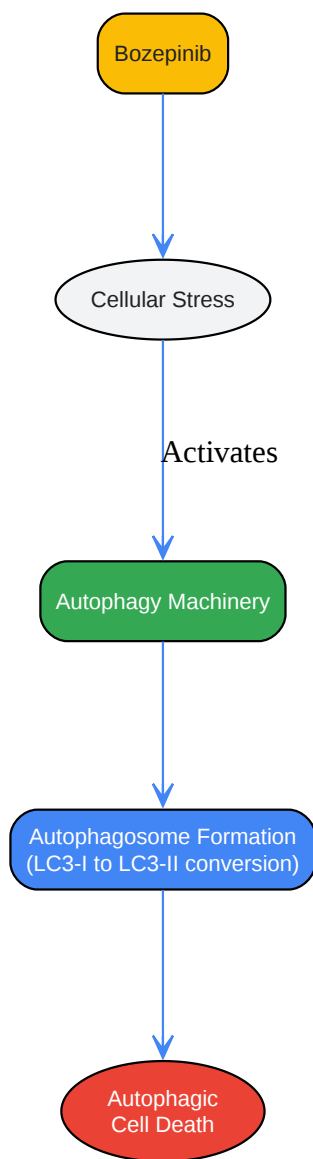 Bozepinib
Cellular Stress
Activates
Autophagy Machinery
Autophagosome Formation
(LC3-I to LC3-II conversion)
Autophagic
Cell Death